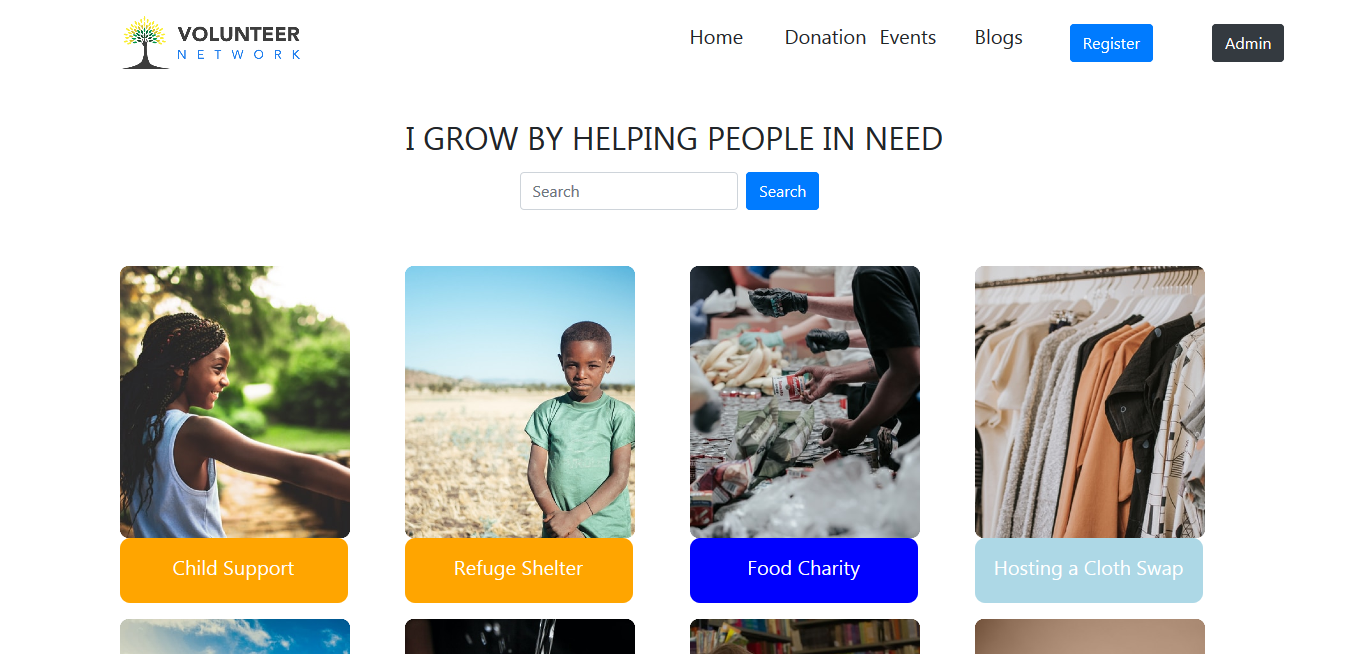 VOLUNTEER
NETWORK
Home Donation Events Blogs Register Admin
I GROW BY HELPING PEOPLE IN NEED
Search Search
Child Support Refuge Shelter Food Charity Hosting a Cloth Swap